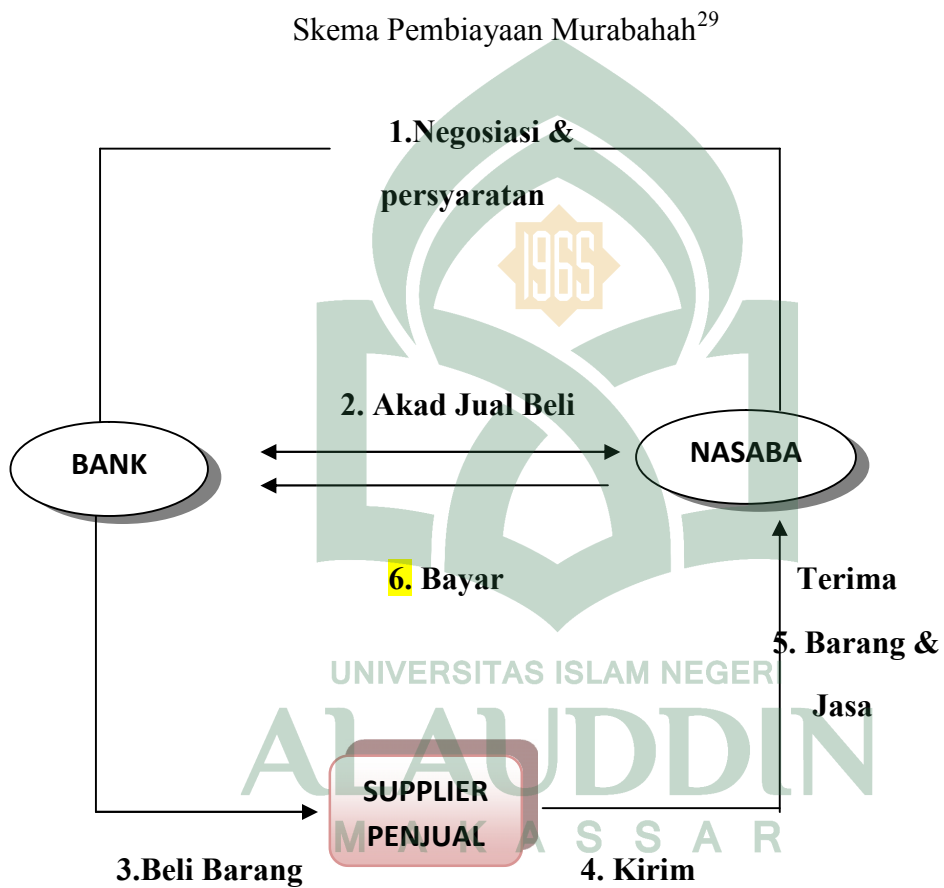 Skema Pembiayaan Murabahah29
1.Negosiasi &
persyaratan
1965
2. Akad Jual Beli
BANK
NASABA
6. Bayar
Terima
5. Barang &
Jasa
UNIVERSITAS ISLAM NEGERI
ALAUDDIN
SUPPLIER
PENJUAL
MAKASSAR
3.Beli Barang
4. Kirim